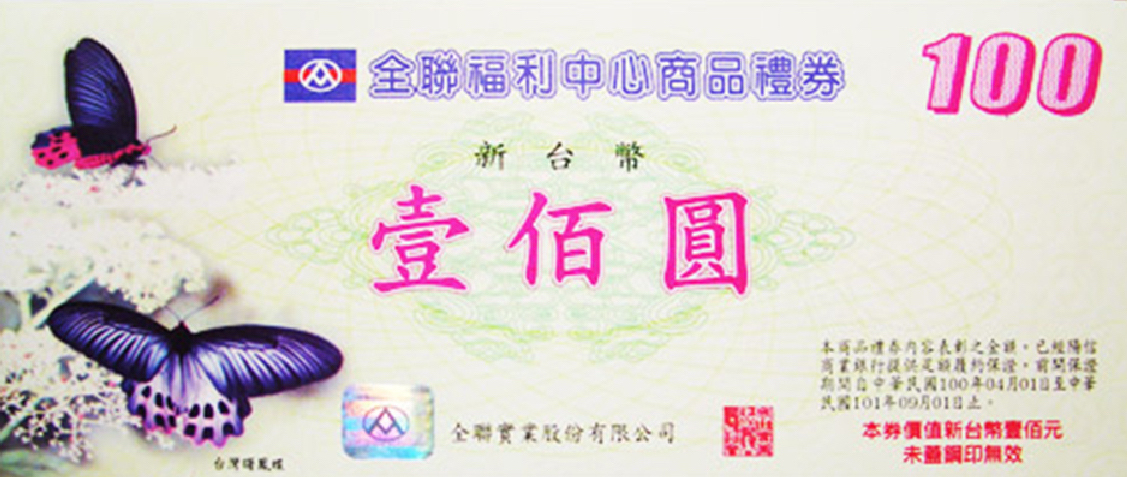 全聯福利中心商品禮券
100
新台幣
壹佰圓
本商品禮券內容表彰之金額，已經陽信
商業銀行提供足額履約保證，前開保證
期間自中華民國100年04月01日至中華
民國101年09月01日止。
全聯實業股份有限公司
本券價值新台幣壹佰元
未蓋鋼印無效
台灣曙鳳蝶